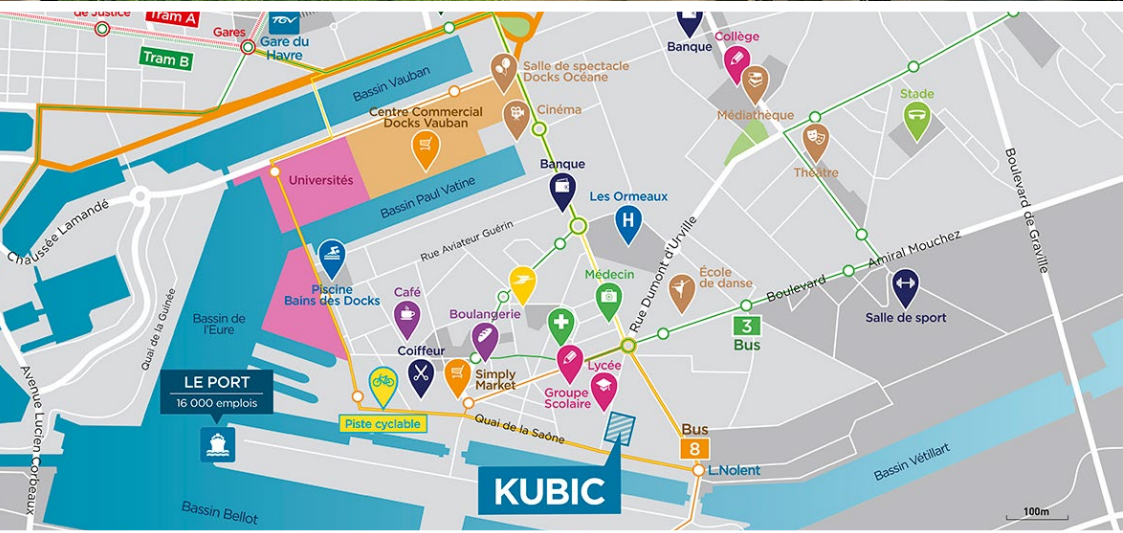 de Justice
Tram A
Gares
TGV
Gare du
Havre
Tram B
Bassin Vauban
Salle de spectacle
Docks Océane
Centre Commercial
Docks Vauban
Cinéma
Banque
Collège
Médiathèque
Théâtre
Stade
Universités
Bassin Paul Vatine
Banque
Les Ormeaux
H
Chaussée Lamandé
Rue Aviateur Guérin
Rue Dumont d'Urville
Boulevard de Graville
Boulevard Amiral Mouchez
Piscine
Bains des Docks
Médecin
École
de danse
Salle de sport
Quai de la Guinée
Bassin de
l'Eure
Café
Boulangerie
3
Bus
Coiffeur
Simply
Market
Lycée
Groupe
Scolaire
LE PORT
16 000 emplois
Avenue Lucien Corbeaux
Piste cyclable
Quai de la Saône
Bus
8
L.Nolent
KUBIC
Bassin Vétillart
Bassin Bellot
100m